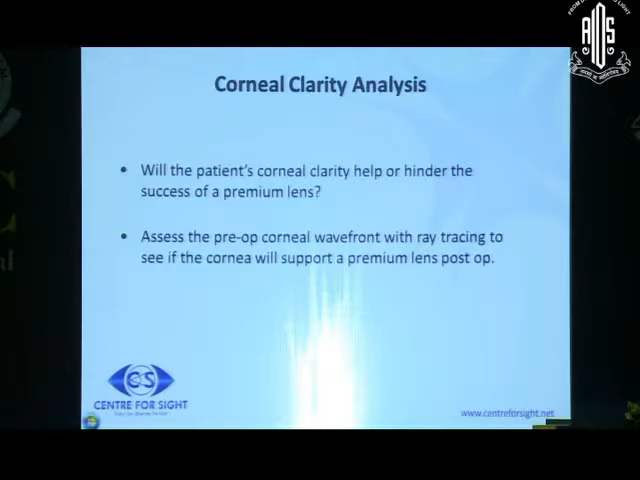 AIOS
Corneal Clarity Analysis
• Will the patient's corneal clarity help or hinder the
success of a premium lens?
• Assess the pre-op corneal wavefront with ray tracing to
see if the cornea will support a premium lens post op.
CS
CENTRE FOR SIGHT
www.centreforsight.net